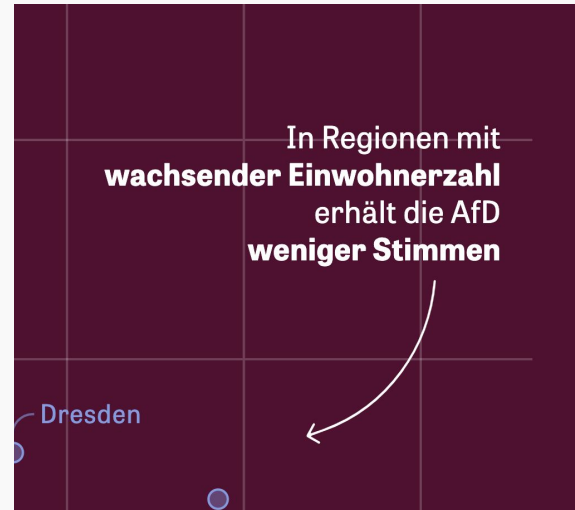 In Regionen mit
wachsender Einwohnerzahl
erhält die AfD
weniger Stimmen
Dresden